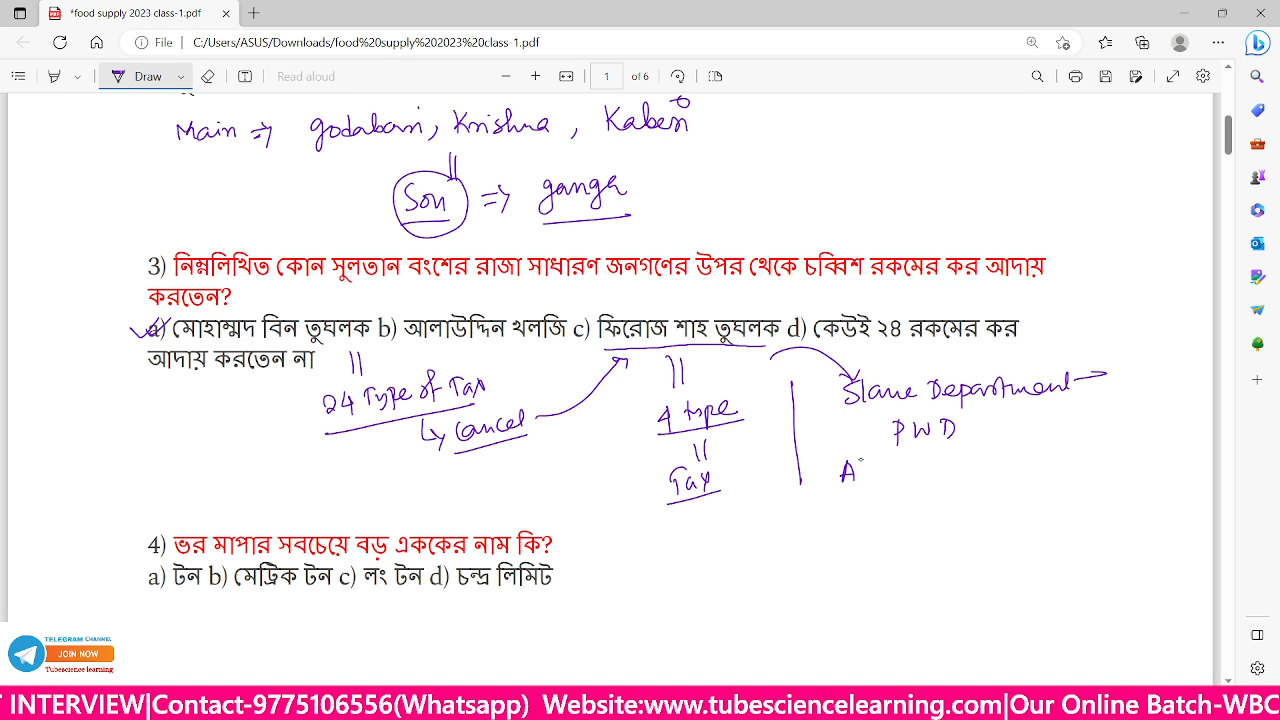 *food supply 2023 class-1.pdf
File C:/Users/ASUS/Downloads/food%20supply%202023%20class-1.pdf
Draw Read aloud 1 of 6
Main => godabari, Krishna, Kaberi
Son => ganga
3) নিম্নলিখিত কোন সুলতান বংশের রাজা সাধারণ জনগণের উপর থেকে চব্বিশ রকমের কর আদায়
করতেন?
a) মোহাম্মদ বিন তুঘলক b) আলাউদ্দিন খলজি c) ফিরোজ শাহ তুঘলক d) কেউই ২৪ রকমের কর
আদায় করতেন না
24 Type of Tax
Cancel
4 type
Tax
Slave Department
PWD
A
4) ভর মাপার সবচেয়ে বড় এককের নাম কি?
a) টন b) মেট্রিক টন c) লং টন d) চন্দ্র লিমিট
TELEGRAM CHANNEL
JOIN NOW
Tubescience learning
T INTERVIEW|Contact-9775106556(Whatsapp) Website:www.tubesciencelearning.com|Our Online Batch-WBC